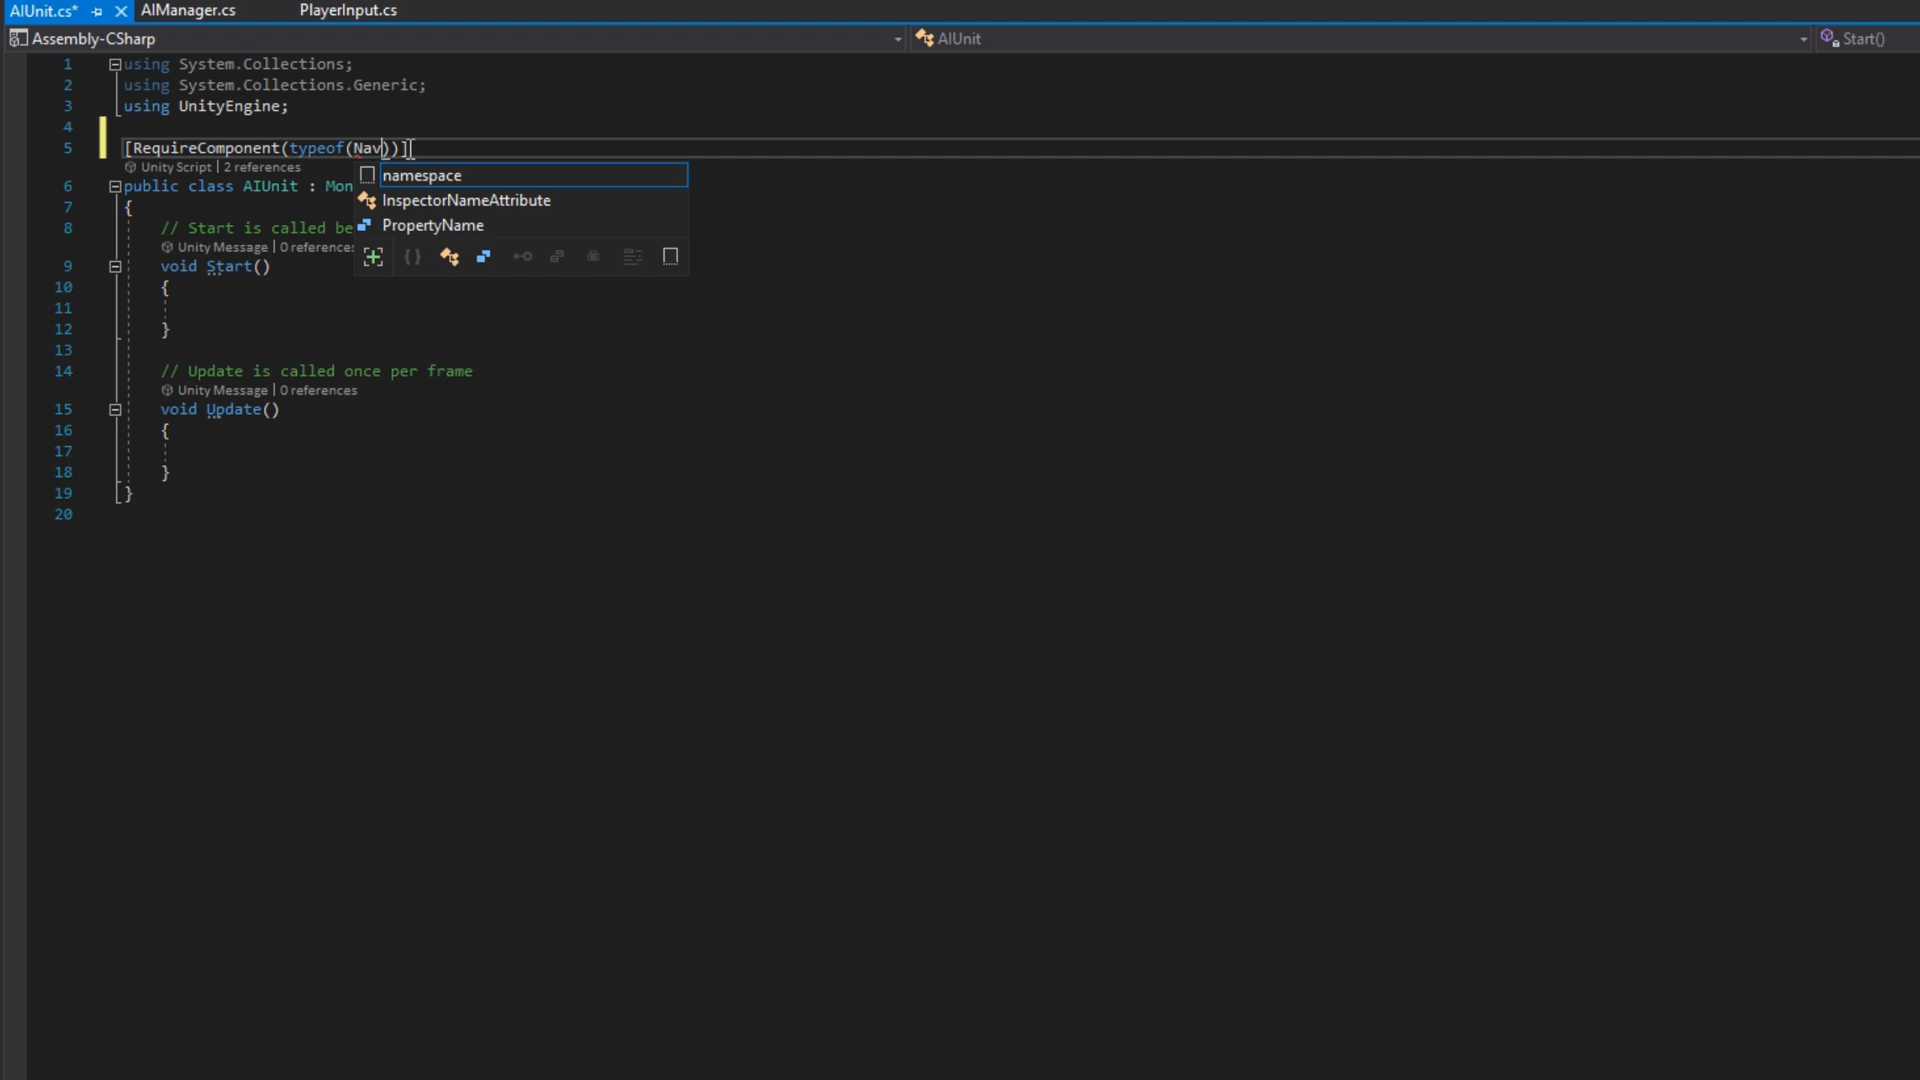 AIUnit.cs*
AIManager.cs
PlayerInput.cs
Assembly-CSharp
AIUnit
Start()
1 using System.Collections;
2 using System.Collections.Generic;
3 using UnityEngine;
4
5 [RequireComponent(typeof(Nav))]
Unity Script | 2 references
namespace
6 public class AIUnit : Mon
InspectorNameAttribute
7 {
PropertyName
8 // Start is called be
Unity Message | 0 references
9 void Start()
10 {
11
12 }
13
14 // Update is called once per frame
Unity Message | 0 references
15 void Update()
16 {
17
18 }
19 }
20